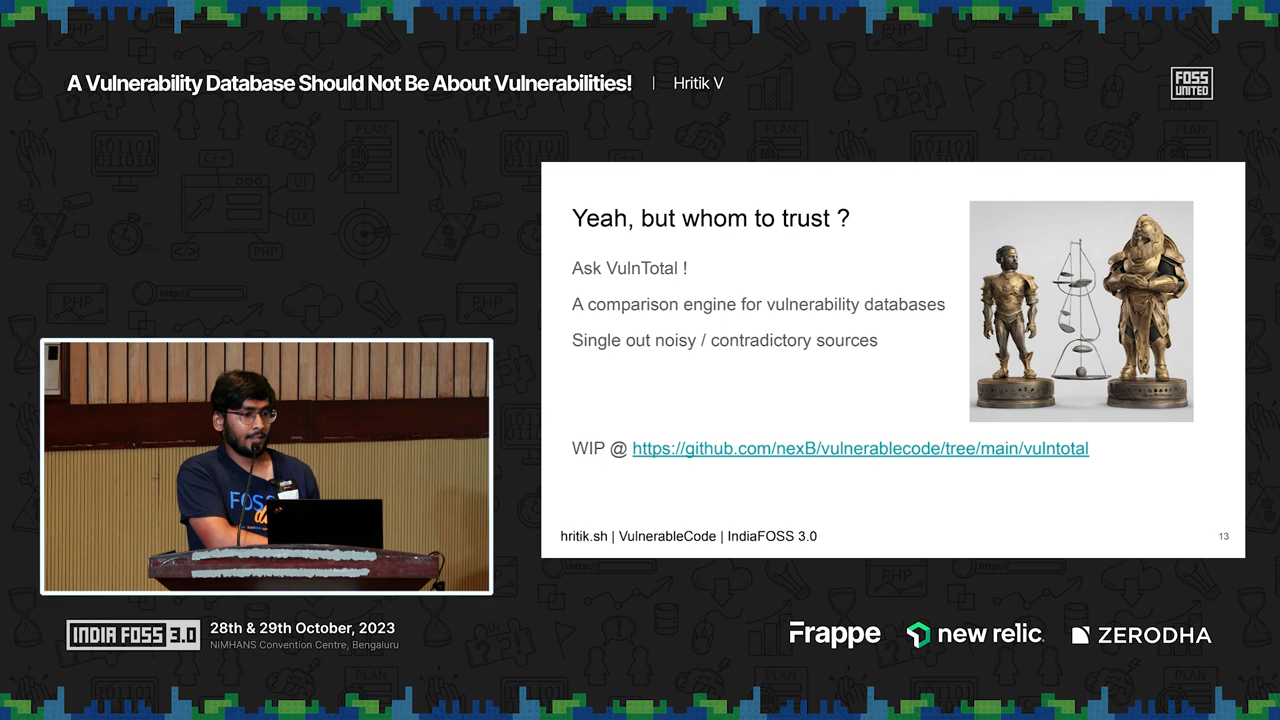 A Vulnerability Database Should Not Be About Vulnerabilities! | Hritik V
FOSS
UNITED
Yeah, but whom to trust ?
Ask VulnTotal !
A comparison engine for vulnerability databases
Single out noisy / contradictory sources
WIP @ https://github.com/nexB/vulnerablecode/tree/main/vulntotal
hritik.sh | VulnerableCode | IndiaFOSS 3.0
13
FOSS
INDIA FOSS 3.0
28th & 29th October, 2023
NIMHANS Convention Centre, Bengaluru
Frappe
new relic
ZERODHA